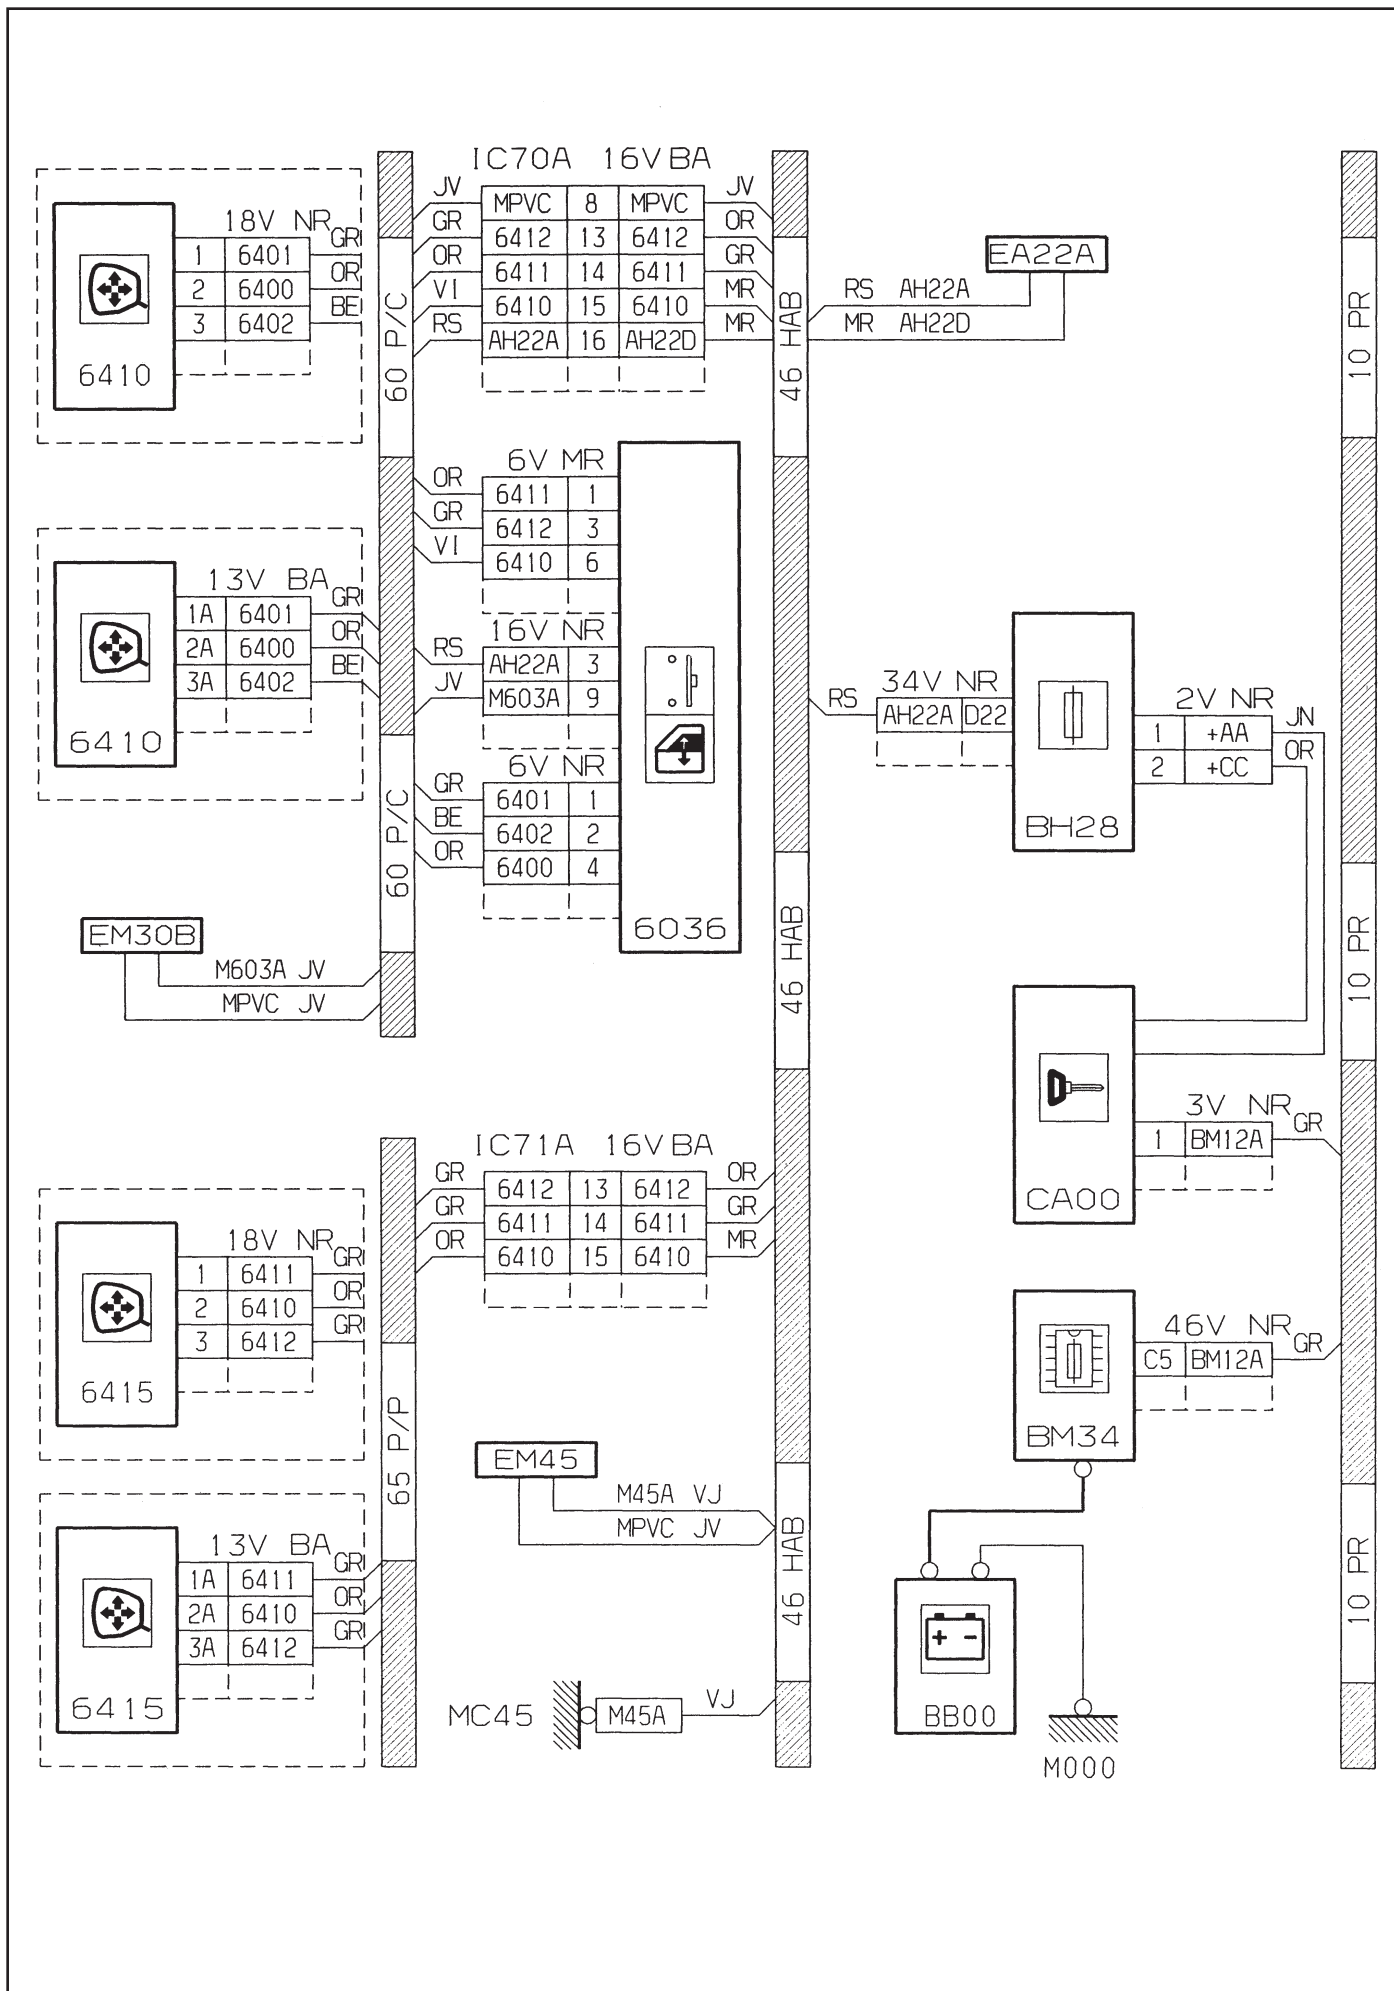 IC70A 16V BA
JV MPVC 8 MPVC JV
GR 6412 13 6412 OR
OR 6411 14 6411 GR
VI 6410 15 6410 MR
RS AH22A 16 AH22D MR
18V NR
1 6401 GR
2 6400 OR
3 6402 BE
6410
60 P/C
46 HAB
EA22A
RS AH22A
MR AH22D
10 PR
6V MR
OR 6411 1
GR 6412 3
VI 6410 6
16V NR
RS AH22A 3
JV M603A 9
6V NR
GR 6401 1
BE 6402 2
OR 6400 4
6036
13V BA
1A 6401 GR
2A 6400 OR
3A 6402 BE
6410
60 P/C
34V NR
RS AH22A D22
BH28
2V NR
1 +AA JN
2 +CC OR
EM30B
M603A JV
MPVC JV
46 HAB
10 PR
CA00
3V NR
1 BM12A GR
IC71A 16V BA
GR 6412 13 6412 OR
GR 6411 14 6411 GR
OR 6410 15 6410 MR
18V NR
1 6411 GR
2 6410 OR
3 6412 GR
6415
65 P/P
BM34
46V NR
C5 BM12A GR
EM45
M45A VJ
MPVC JV
46 HAB
10 PR
13V BA
1A 6411 GR
2A 6410 OR
3A 6412 GR
6415
MC45 M45A VJ
+ -
BB00
M000